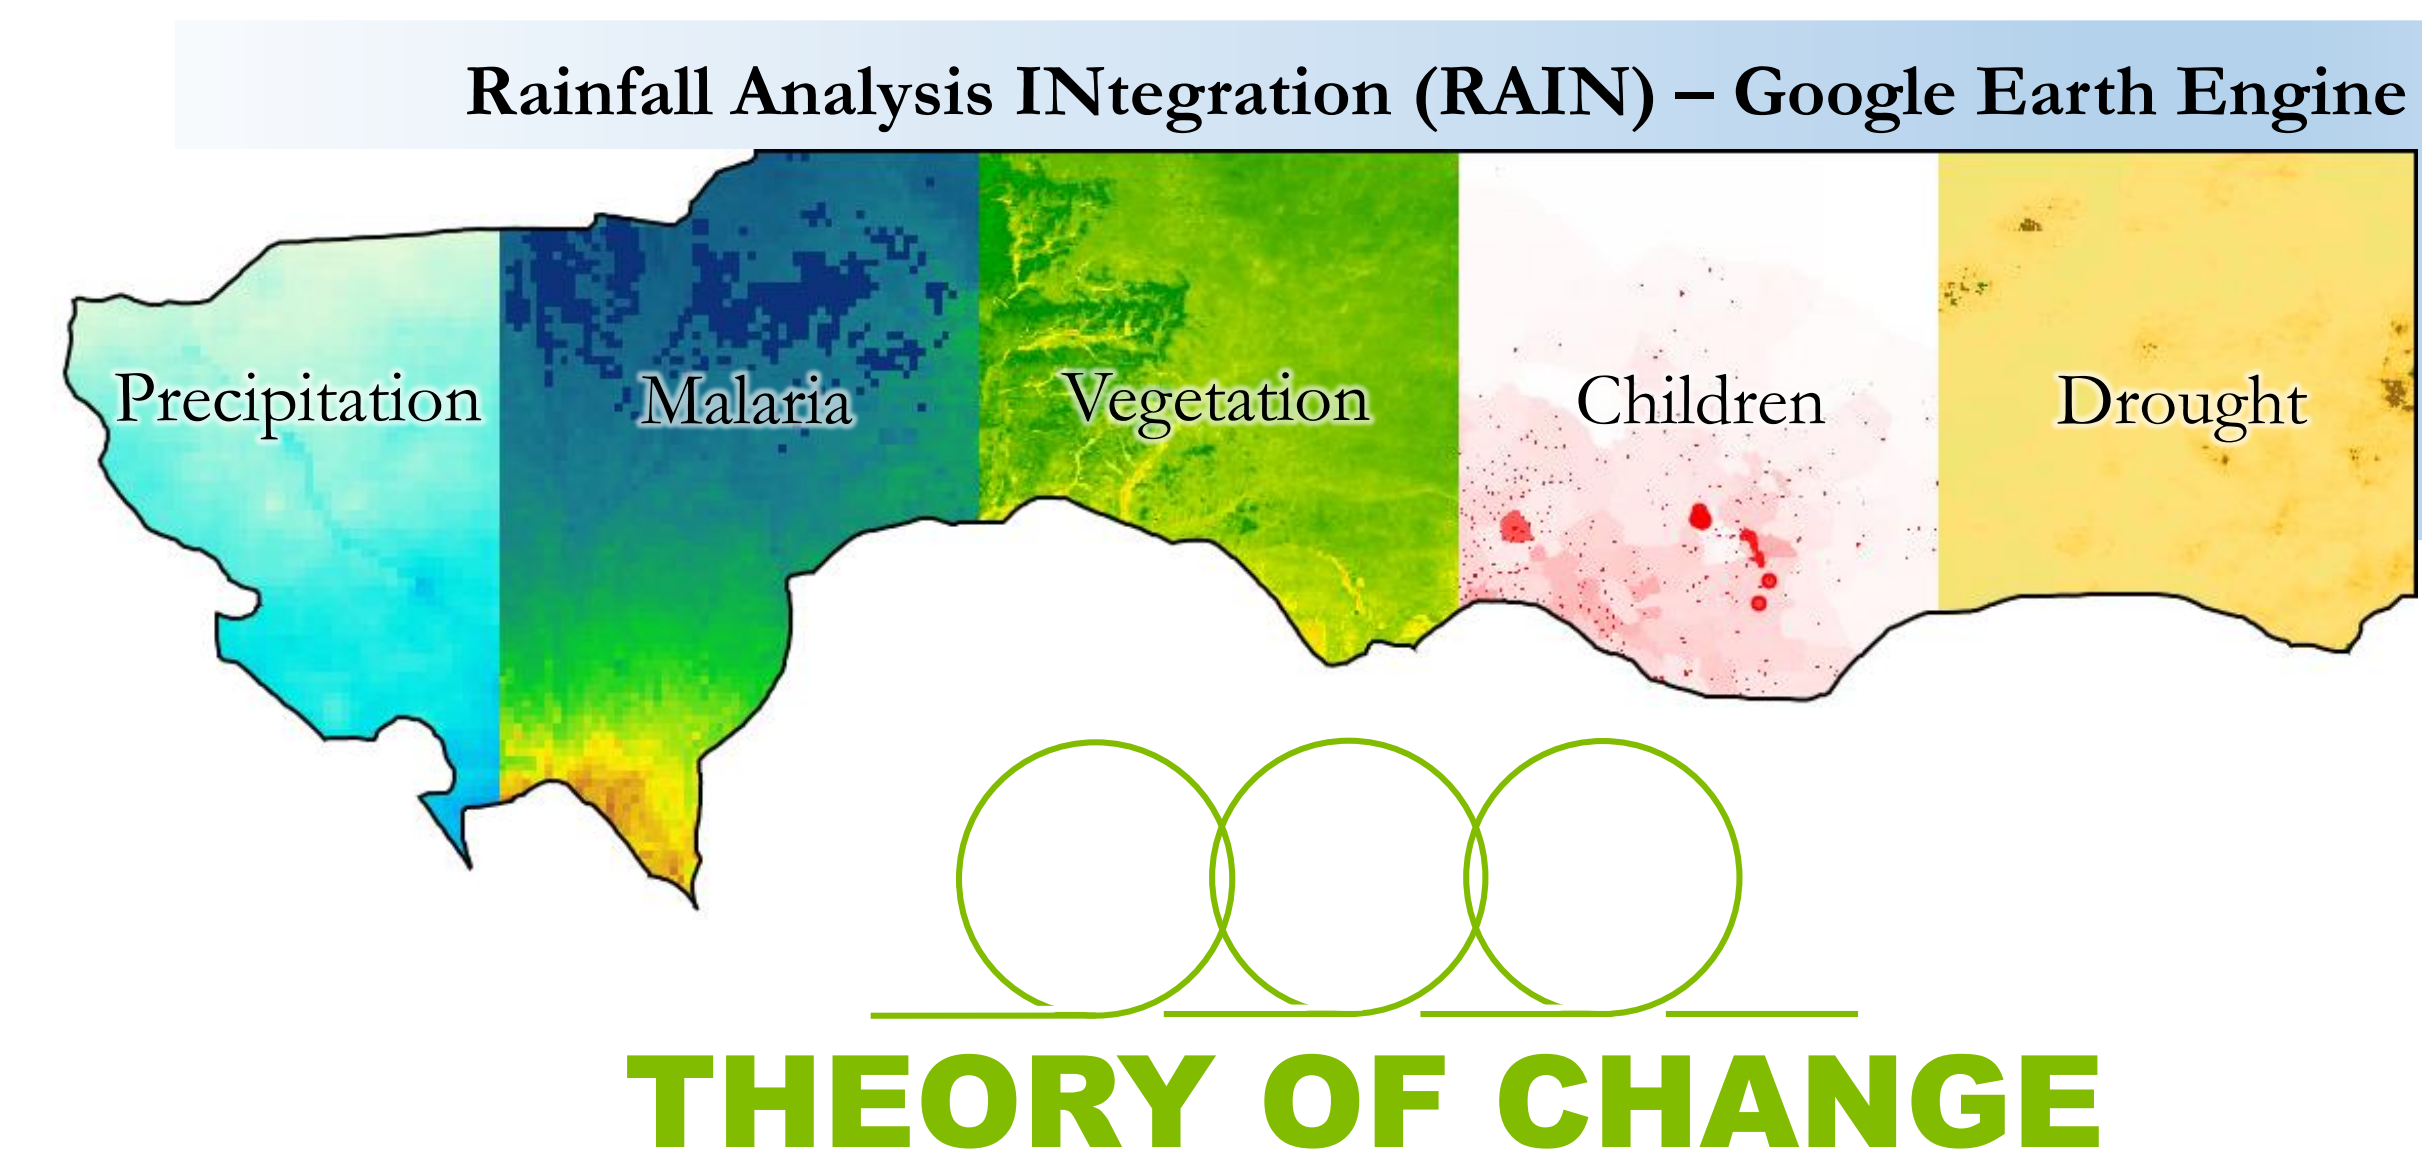 Rainfall Analysis INtegration (RAIN) – Google Earth Engine
Precipitation
Malaria
Vegetation
Children
Drought
THEORY OF CHANGE